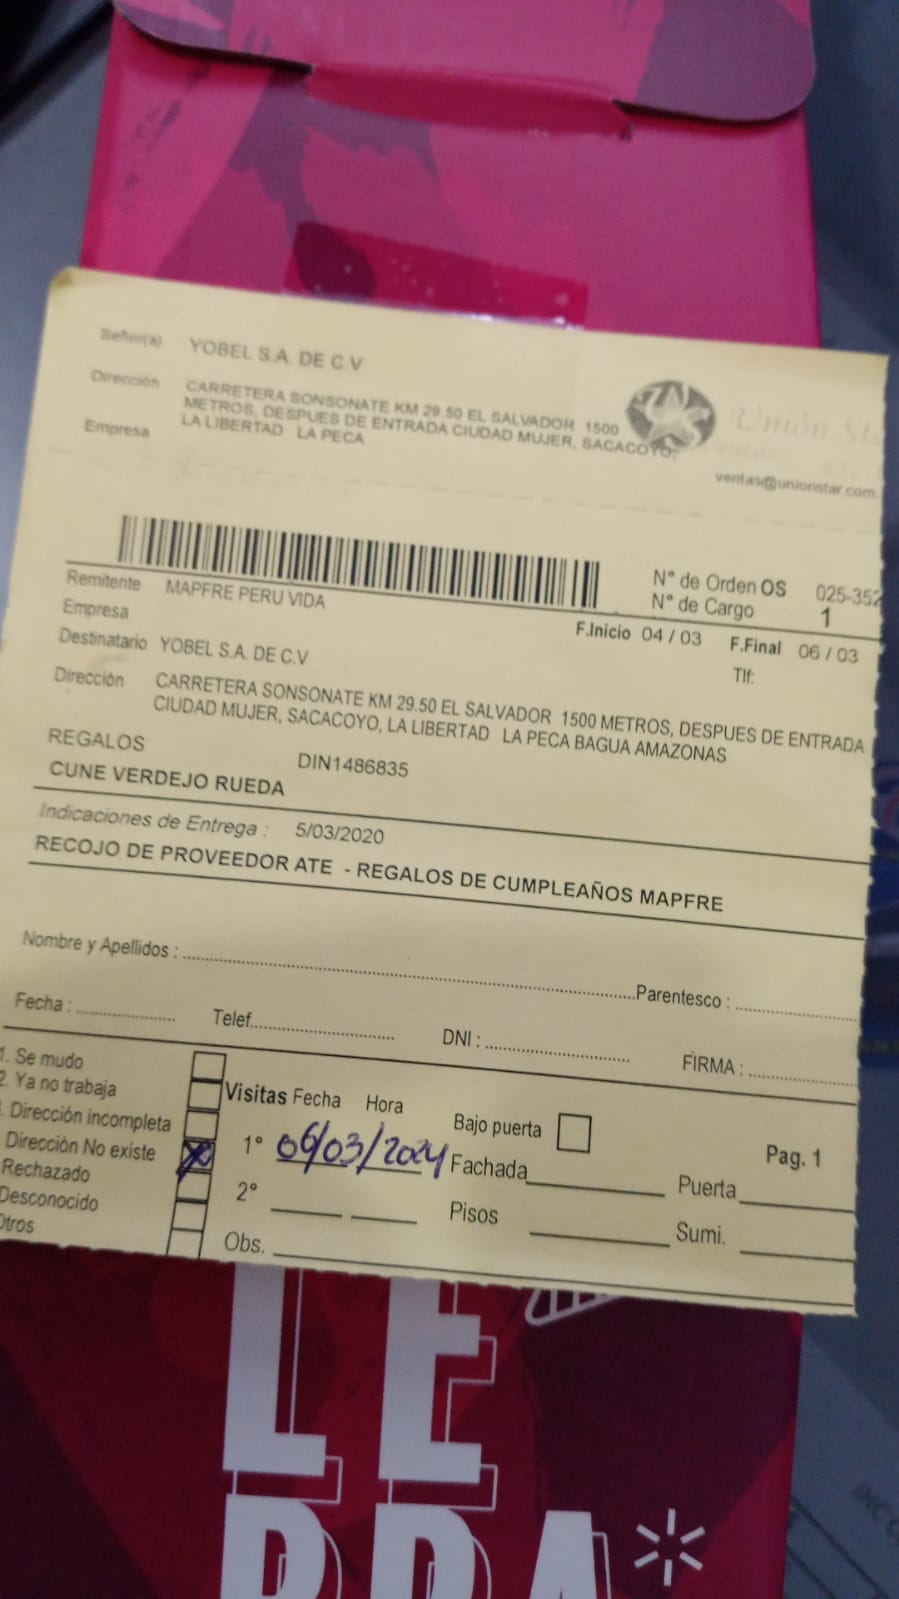 Señor(a) YOBEL S.A. DE C.V
Dirección CARRETERA SONSONATE KM 29.50 EL SALVADOR 1500
METROS, DESPUES DE ENTRADA CIUDAD MUJER, SACACOYO,
Empresa LA LIBERTAD LA PECA
Unión
ventas@unionstar.com.
N° de Orden OS 025-352
N° de Cargo 1
Remitente MAPFRE PERU VIDA
Empresa
F.Inicio 04 / 03 F.Final 06 / 03
Destinatario YOBEL S.A. DE C.V
Tlf:
Dirección CARRETERA SONSONATE KM 29.50 EL SALVADOR 1500 METROS, DESPUES DE ENTRADA
CIUDAD MUJER, SACACOYO, LA LIBERTAD LA PECA BAGUA AMAZONAS
REGALOS DIN1486835
CUNE VERDEJO RUEDA
Indicaciones de Entrega : 5/03/2020
RECOJO DE PROVEEDOR ATE - REGALOS DE CUMPLEAÑOS MAPFRE
Nombre y Apellidos : Parentesco :
Fecha : Telef. DNI : FIRMA :
1. Se mudo
2. Ya no trabaja
. Dirección incompleta
Dirección No existe X
Rechazado
Desconocido
Otros
Visitas Fecha Hora Bajo puerta
1° 06/03/2024 Fachada Puerta
Pag. 1
2° Pisos Sumi.
Obs.
LE
BRA*